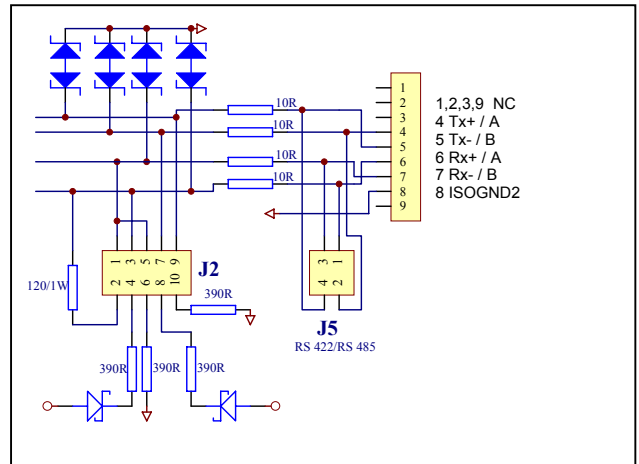 10R
10R
10R
10R
1
2
3
4
5
6
7
8
9
1,2,3,9 NC
4 Tx+ / A
5 Tx- / B
6 Rx+ / A
7 Rx- / B
8 ISOGND2
1 3 5 7 9
2 4 6 8 10
J2
120/1W
390R
3 1
4 2
J5
RS 422/RS 485
390R
390R
390R